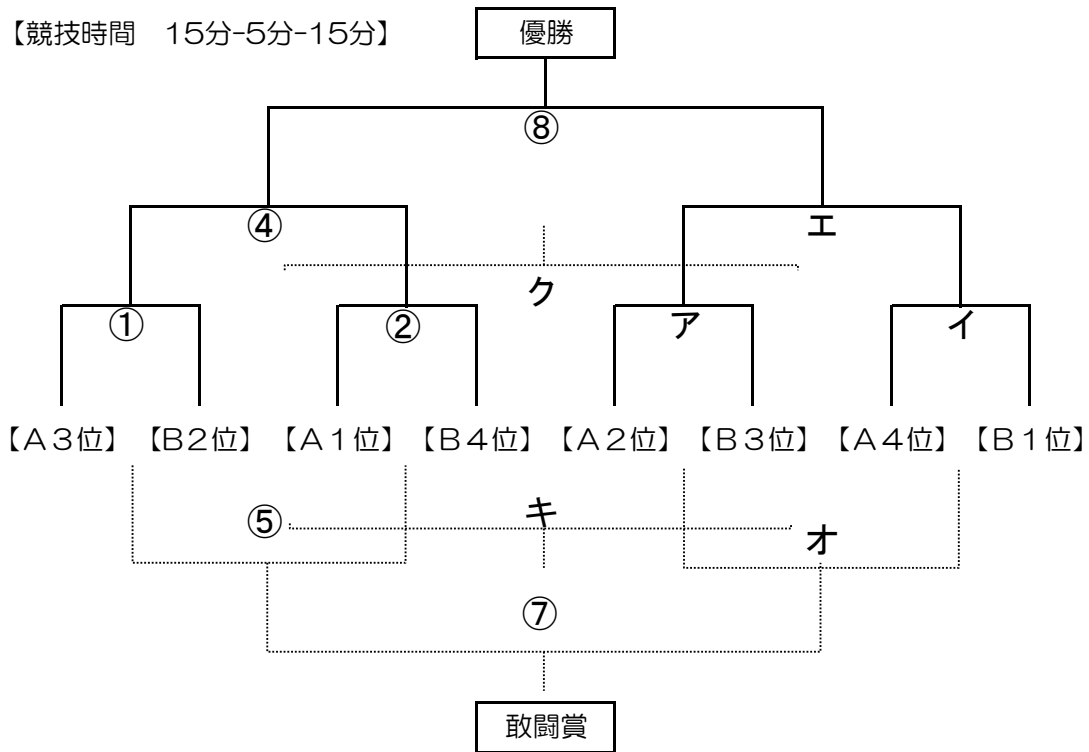 【競技時間　15分-5分-15分】
優勝
⑧
④
エ
ク
①
②
ア
イ
【A3位】【B2位】【A1位】【B4位】【A2位】【B3位】【A4位】【B1位】
⑤
キ
オ
⑦
敢闘賞